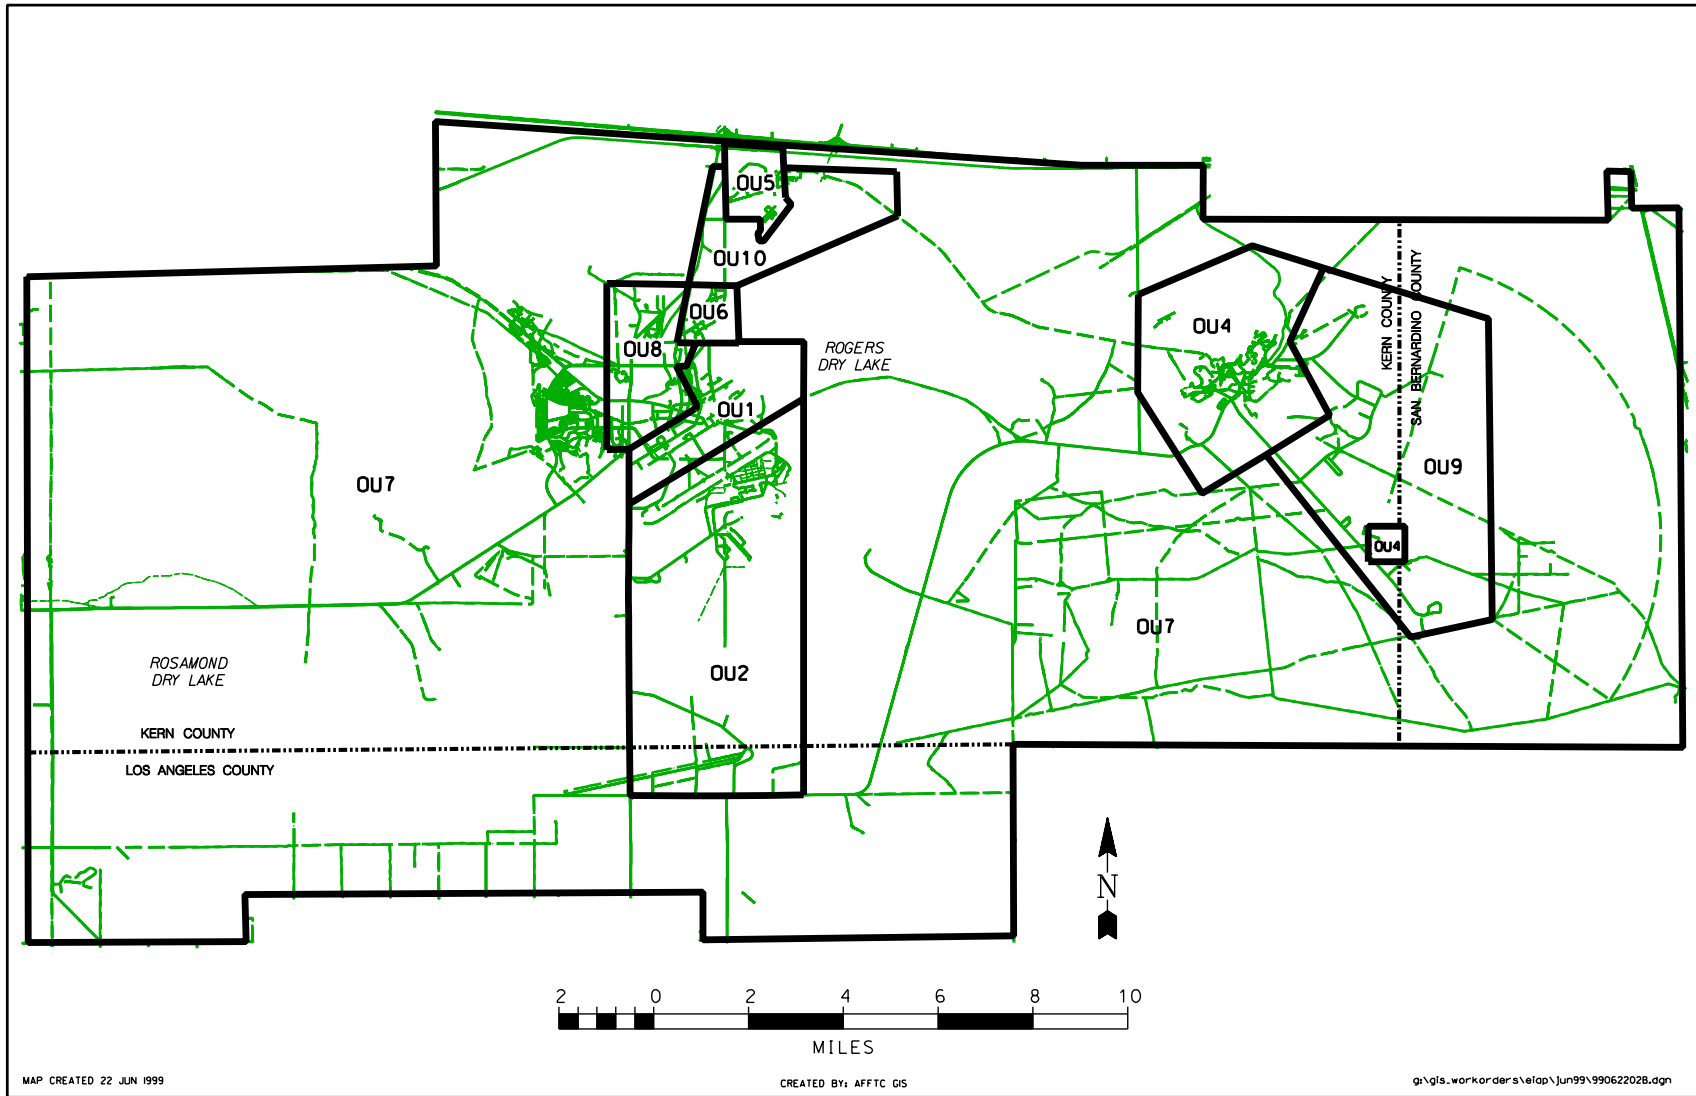 OU5
OU10
OU6
OU8
OU4
ROGERS
DRY LAKE
KERN COUNTY
SAN BERNARDINO COUNTY
OU1
OU9
OU7
OU4
OU7
OU2
ROSAMOND
DRY LAKE
KERN COUNTY
LOS ANGELES COUNTY
N
2 0 2 4 6 8 10
MILES
MAP CREATED 22 JUN 1999
CREATED BY: AFFTC GIS
g:\gis_workorders\eiap\jun99\99062202B.dgn